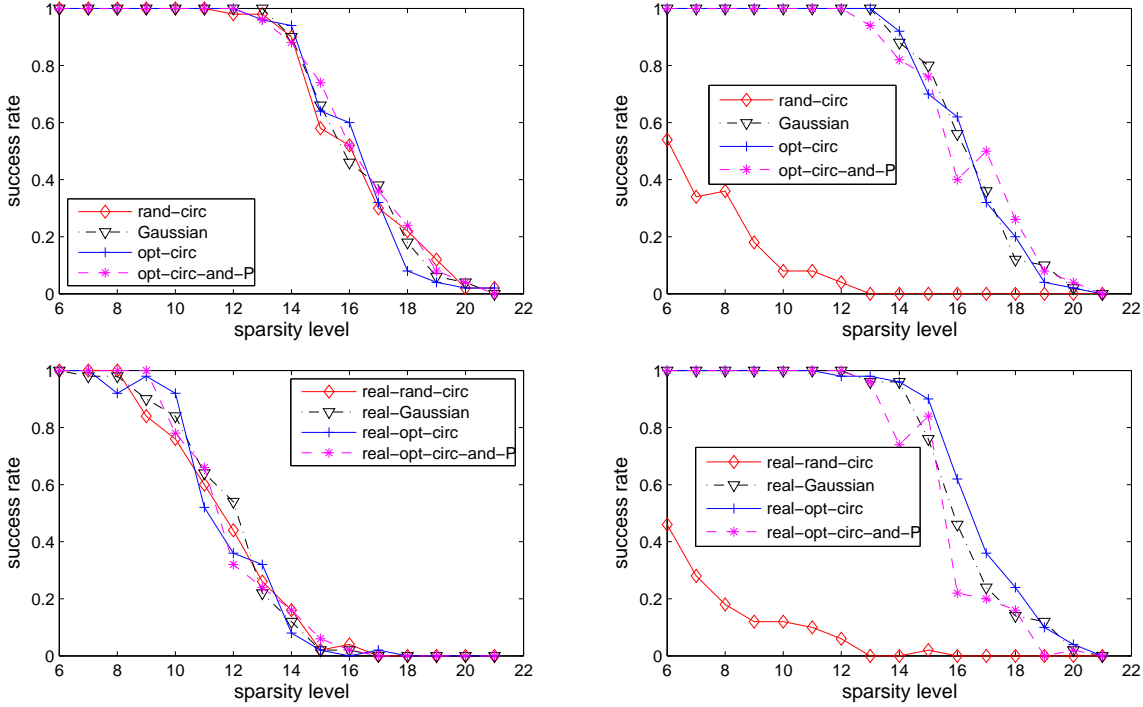 1
0.8
0.6
0.4
0.2
0
6 8 10 12 14 16 18 20 22
success rate
sparsity level
rand−circ
Gaussian
opt−circ
opt−circ−and−P
1
0.8
0.6
0.4
0.2
0
6 8 10 12 14 16 18 20 22
success rate
sparsity level
rand−circ
Gaussian
opt−circ
opt−circ−and−P
1
0.8
0.6
0.4
0.2
0
6 8 10 12 14 16 18 20 22
success rate
sparsity level
real−rand−circ
real−Gaussian
real−opt−circ
real−opt−circ−and−P
1
0.8
0.6
0.4
0.2
0
6 8 10 12 14 16 18 20 22
success rate
sparsity level
real−rand−circ
real−Gaussian
real−opt−circ
real−opt−circ−and−P